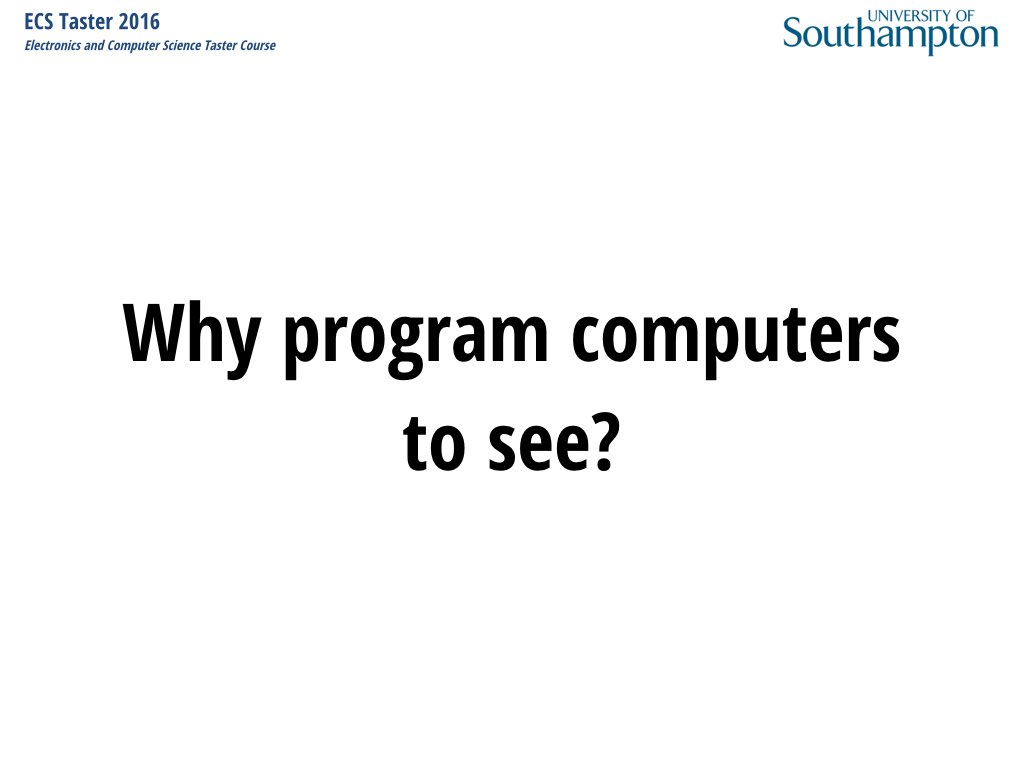 ECS Taster 2016
Electronics and Computer Science Taster Course
UNIVERSITY OF
Southampton
Why program computers
to see?